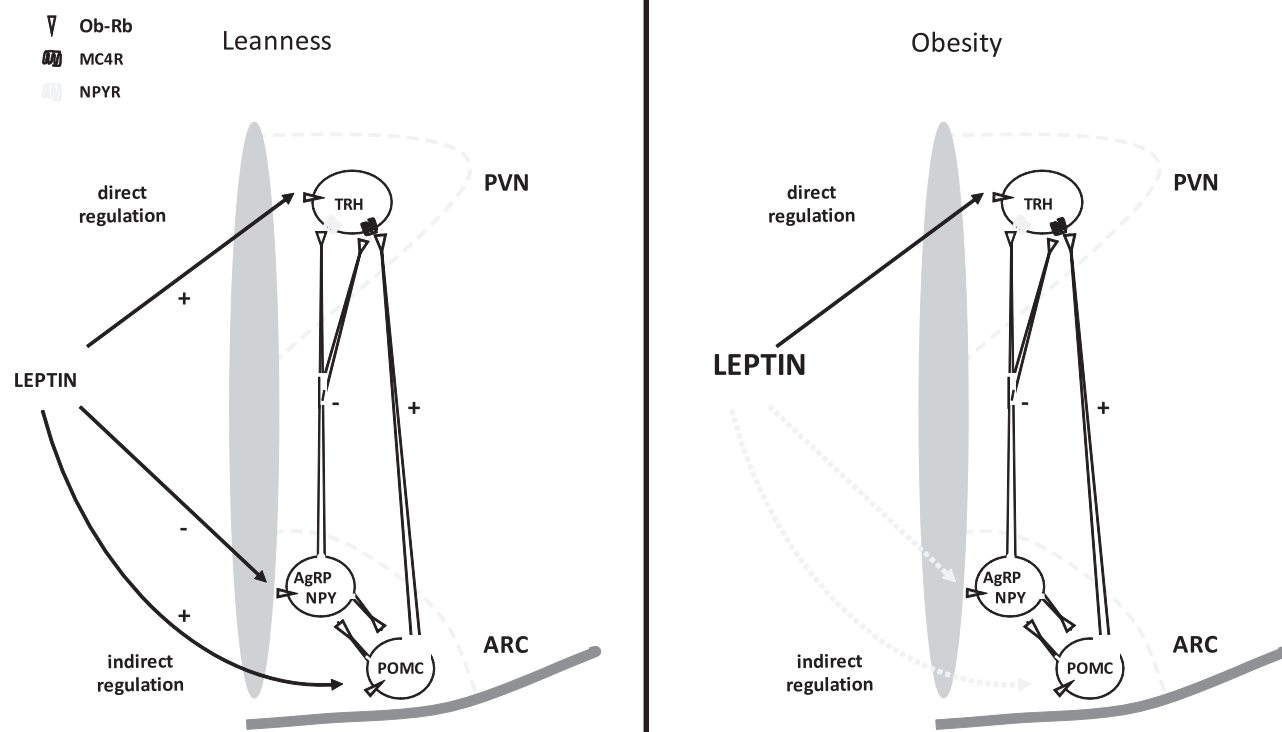 Ob-Rb
MC4R
NPYR
Leanness
direct
regulation
PVN
TRH
+
LEPTIN
-
+
-
+
AgRP
NPY
POMC
ARC
indirect
regulation
Obesity
direct
regulation
PVN
TRH
LEPTIN
-
+
AgRP
NPY
POMC
ARC
indirect
regulation